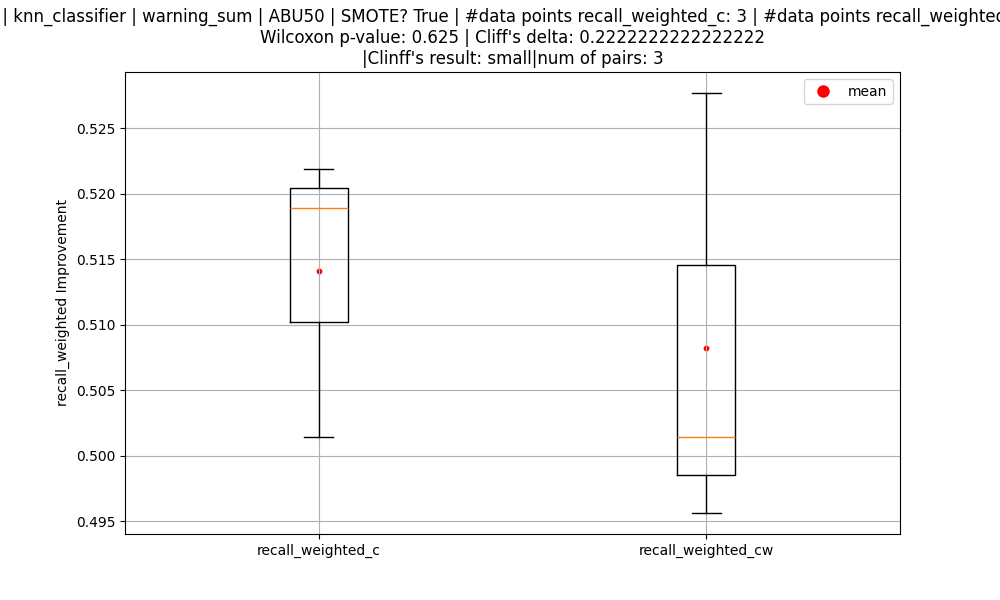 | knn_classifier | warning_sum | ABU50 | SMOTE? True | #data points recall_weighted_c: 3 | #data points
Wilcoxon p-value: 0.625 | Cliff's delta: 0.2222222222222222
|Clinff's result: small|num of pairs: 3
mean
0.525
0.520
0.515
0.510
0.505
0.500
0.495
recall_weighted Improvement
recall_weighted_c
recall_weighted_cw